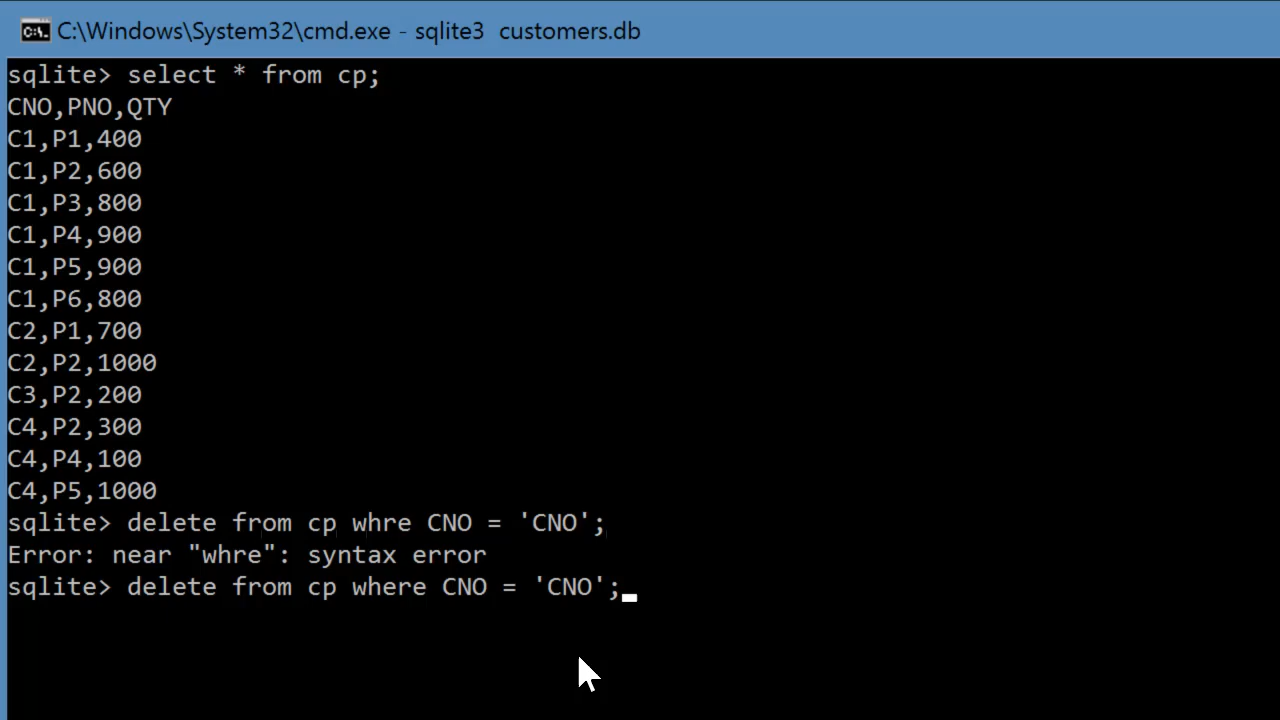 C:\Windows\System32\cmd.exe - sqlite3  customers.db
sqlite> select * from cp;
CNO,PNO,QTY
C1,P1,400
C1,P2,600
C1,P3,800
C1,P4,900
C1,P5,900
C1,P6,800
C2,P1,700
C2,P2,1000
C3,P2,200
C4,P2,300
C4,P4,100
C4,P5,1000
sqlite> delete from cp whre CNO = 'CNO';
Error: near "whre": syntax error
sqlite> delete from cp where CNO = 'CNO';